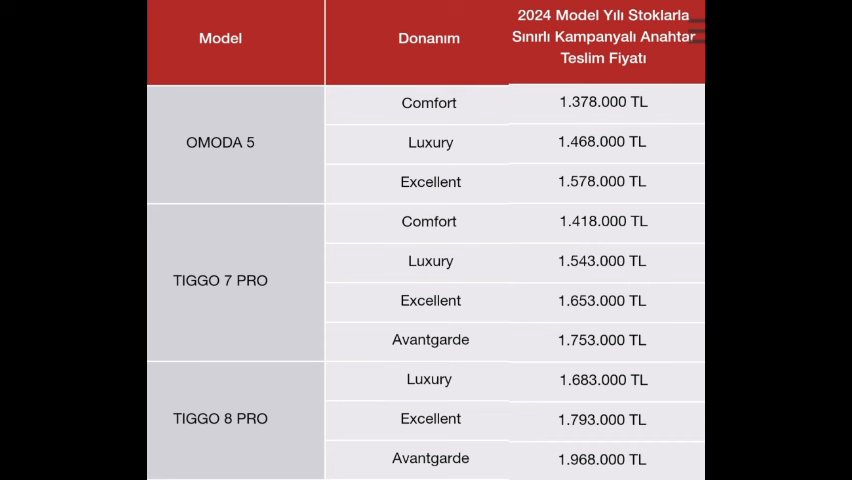 Model
Donanım
2024 Model Yılı Stoklarla
Sınırlı Kampanyalı Anahtar
Teslim Fiyatı
OMODA 5
Comfort 1.378.000 TL
Luxury 1.468.000 TL
Excellent 1.578.000 TL
TIGGO 7 PRO
Comfort 1.418.000 TL
Luxury 1.543.000 TL
Excellent 1.653.000 TL
Avantgarde 1.753.000 TL
TIGGO 8 PRO
Luxury 1.683.000 TL
Excellent 1.793.000 TL
Avantgarde 1.968.000 TL